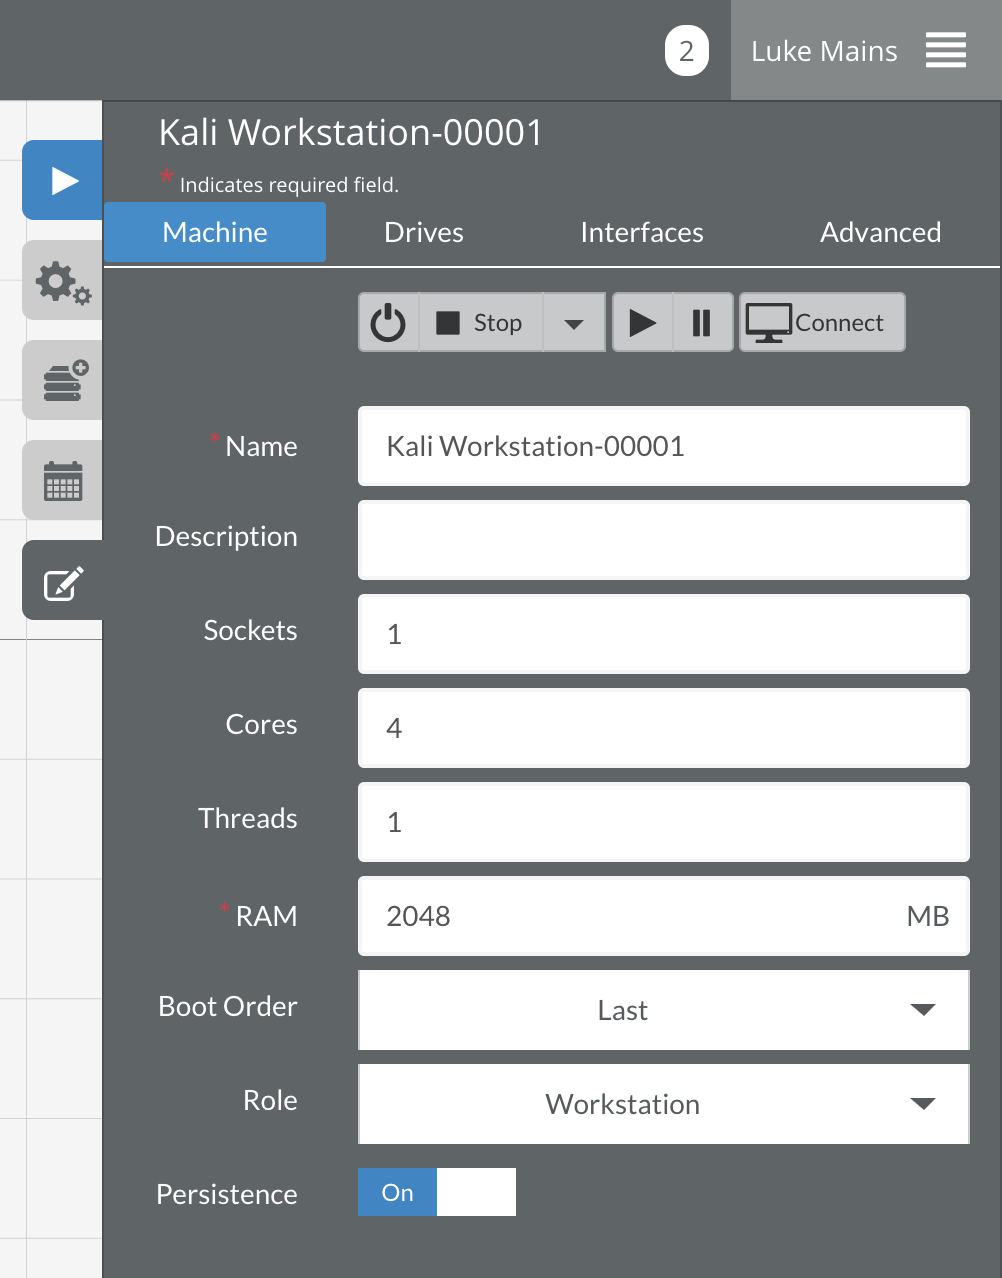 2
Luke Mains
Kali Workstation-00001
* Indicates required field.
Machine Drives Interfaces Advanced
Stop Connect
* Name Kali Workstation-00001
Description
Sockets 1
Cores 4
Threads 1
* RAM 2048 MB
Boot Order Last
Role Workstation
Persistence On